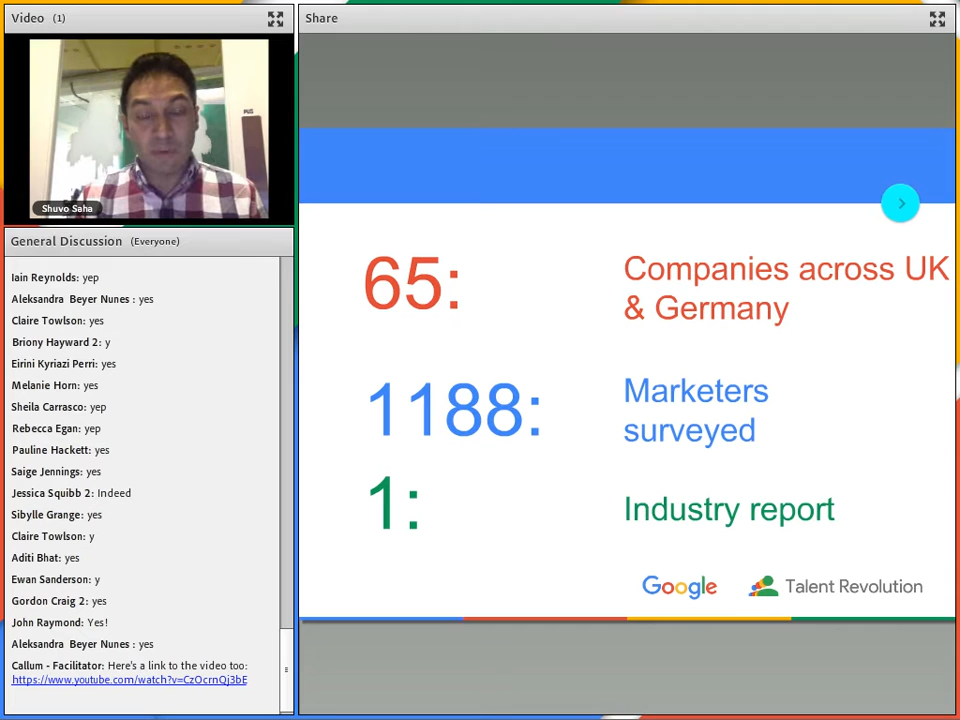 Video (1)
Shuvo Saha
General Discussion (Everyone)
Iain Reynolds: yep
Aleksandra Beyer Nunes : yes
Claire Towlson: yes
Briony Hayward 2: y
Eirini Kyriazi Perri: yes
Melanie Horn: yes
Sheila Carrasco: yep
Rebecca Egan: yep
Pauline Hackett: yes
Saige Jennings: yes
Jessica Squibb 2: Indeed
Sibylle Grange: yes
Claire Towlson: y
Aditi Bhat: yes
Ewan Sanderson: y
Gordon Craig 2: yes
John Raymond: Yes!
Aleksandra Beyer Nunes : yes
Callum - Facilitator: Here's a link to the video too:
https://www.youtube.com/watch?v=CzOcrnQj3bE
Share
65:
Companies across UK
& Germany
1188:
Marketers
surveyed
1:
Industry report
Google
Talent Revolution